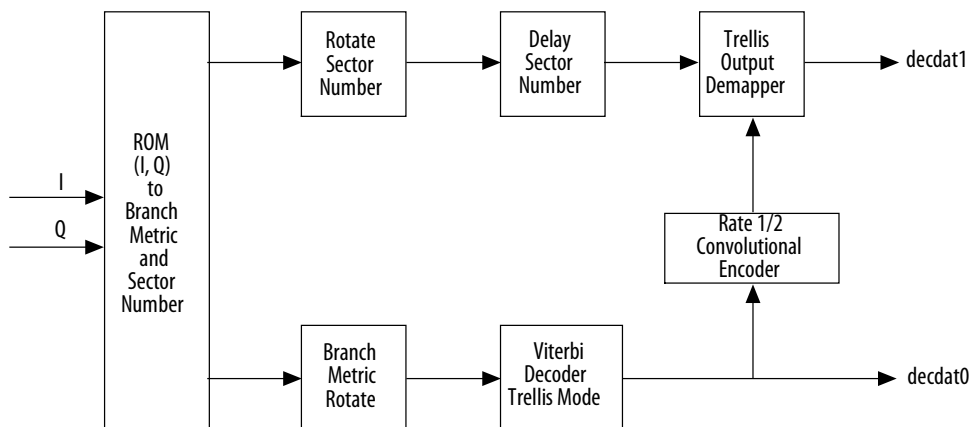 I
Q
ROM
(I, Q)
to
Branch
Metric
and
Sector
Number
Rotate
Sector
Number
Delay
Sector
Number
Trellis
Output
Demapper
decdat1
Rate 1/2
Convolutional
Encoder
Branch
Metric
Rotate
Viterbi
Decoder
Trellis Mode
decdat0